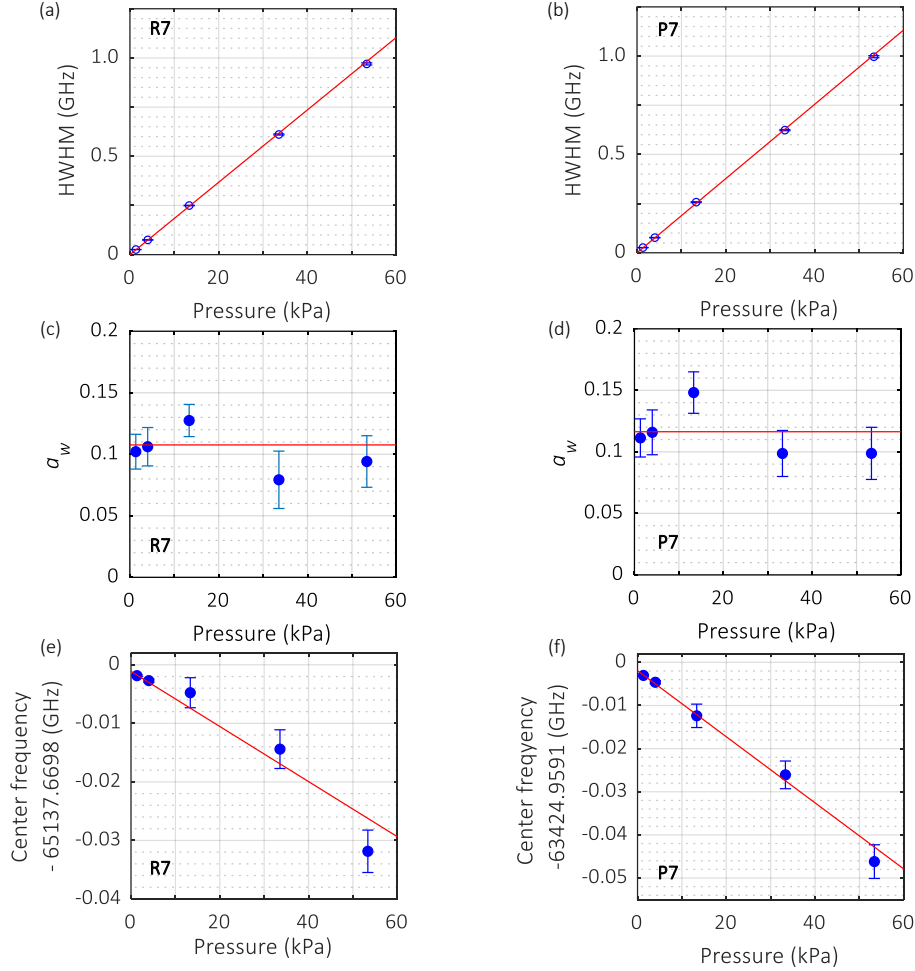 (a)
R7
HWHM (GHz)
1.0
0.5
0
0 20 40 60
Pressure (kPa)
(b)
P7
HWHM (GHz)
1.0
0.5
0
0 20 40 60
Pressure (kPa)
(c)
a_w
0.2
0.15
0.1
0.05
0
R7
0 20 40 60
Pressure (kPa)
(d)
a_w
0.2
0.15
0.1
0.05
0
P7
0 20 40 60
Pressure (kPa)
(e)
Center frequency
- 65137.6698 (GHz)
0
-0.01
-0.02
-0.03
-0.04
R7
0 20 40 60
Pressure (kPa)
(f)
Center freqyency
-63424.9591 (GHz)
0
-0.01
-0.02
-0.03
-0.04
-0.05
P7
0 20 40 60
Pressure (kPa)